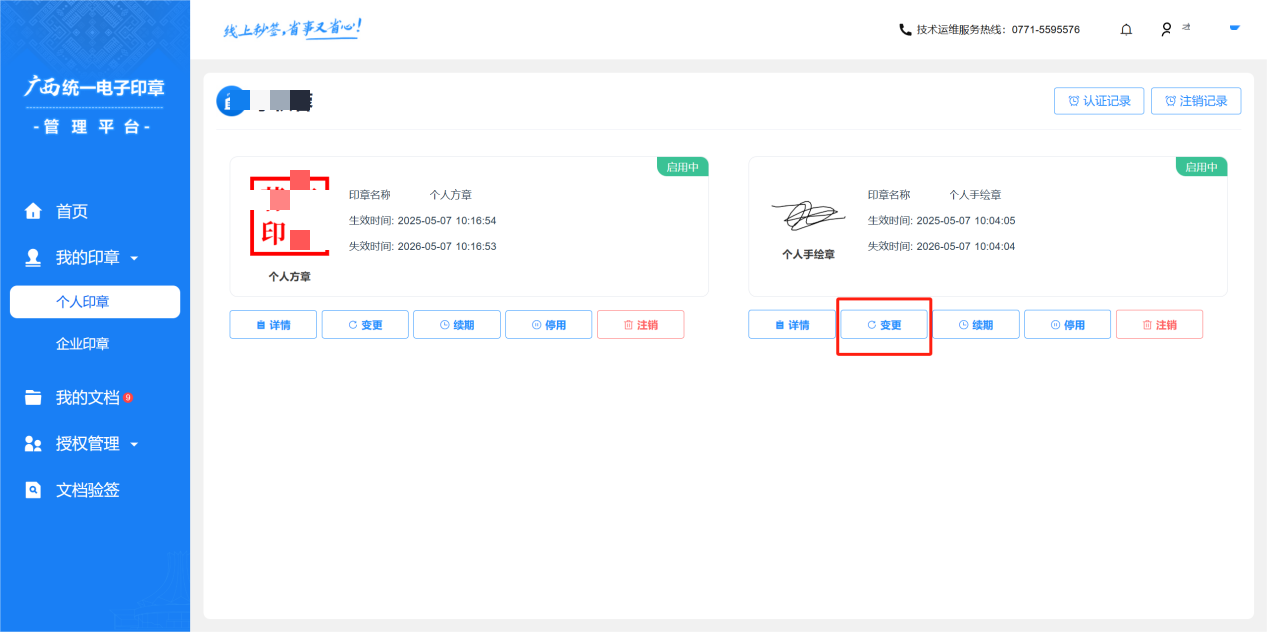 广西统一电子印章
-管 理 平 台-
首页
我的印章
个人印章
企业印章
我的文档 9
授权管理
文档验签
线上秒签,省事又省心!
技术运维服务热线: 0771-5595576
认证记录
注销记录
启用中
印
个人方章
印章名称 个人方章
生效时间: 2025-05-07 10:16:54
失效时间: 2026-05-07 10:16:53
详情 变更 续期 停用 注销
启用中
个人手绘章
印章名称 个人手绘章
生效时间: 2025-05-07 10:04:05
失效时间: 2026-05-07 10:04:04
详情 变更 续期 停用 注销